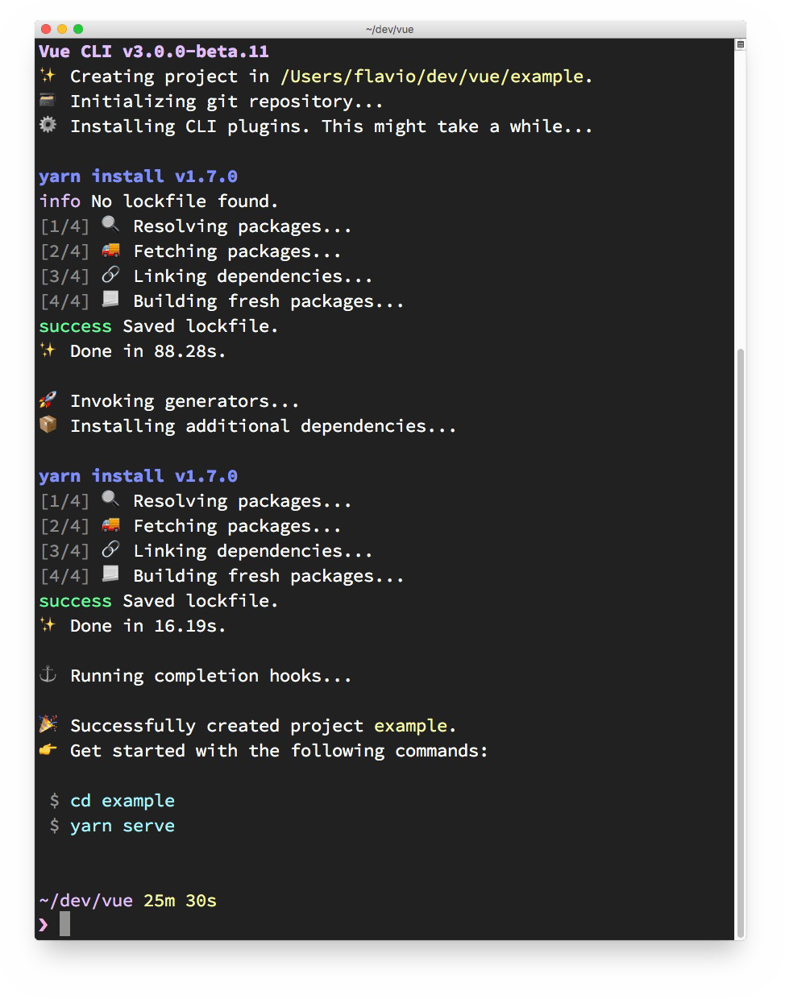 ~/dev/vue
Vue CLI v3.0.0-beta.11
✨ Creating project in /Users/flavio/dev/vue/example.
🗃 Initializing git repository...
⚙ Installing CLI plugins. This might take a while...
yarn install v1.7.0
info No lockfile found.
[1/4] 🔍 Resolving packages...
[2/4] 🚚 Fetching packages...
[3/4] 🔗 Linking dependencies...
[4/4] 📃 Building fresh packages...
success Saved lockfile.
✨ Done in 88.28s.
🚀 Invoking generators...
📦 Installing additional dependencies...
yarn install v1.7.0
[1/4] 🔍 Resolving packages...
[2/4] 🚚 Fetching packages...
[3/4] 🔗 Linking dependencies...
[4/4] 📃 Building fresh packages...
success Saved lockfile.
✨ Done in 16.19s.
⚓ Running completion hooks...
🎉 Successfully created project example.
👉 Get started with the following commands:
$ cd example
$ yarn serve
~/dev/vue 25m 30s
❯